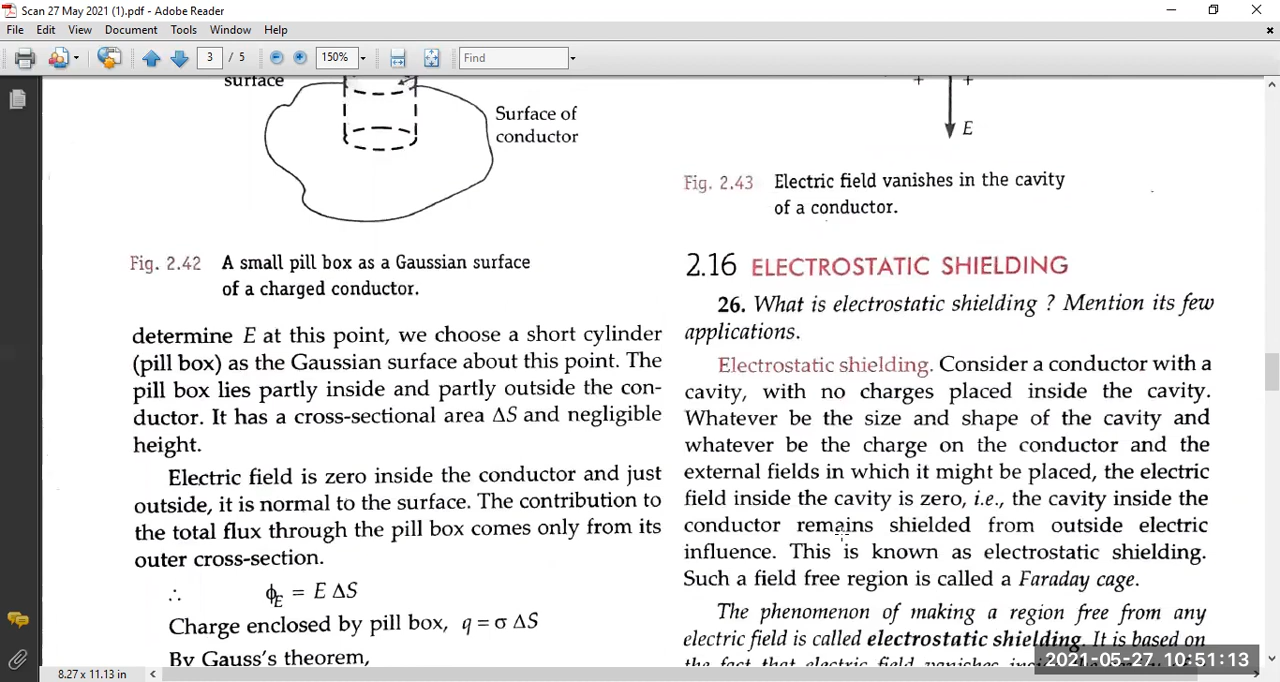 Scan 27 May 2021 (1).pdf - Adobe Reader
File Edit View Document Tools Window Help
3 / 5 150% Find
surface
Surface of
conductor
Fig. 2.42 A small pill box as a Gaussian surface
of a charged conductor.
determine E at this point, we choose a short cylinder
(pill box) as the Gaussian surface about this point. The
pill box lies partly inside and partly outside the con-
ductor. It has a cross-sectional area ΔS and negligible
height.
Electric field is zero inside the conductor and just
outside, it is normal to the surface. The contribution to
the total flux through the pill box comes only from its
outer cross-section.
∴ ϕE = E ΔS
Charge enclosed by pill box, q = σ ΔS
By Gauss's theorem,
+ +
E
Fig. 2.43 Electric field vanishes in the cavity
of a conductor.
2.16 ELECTROSTATIC SHIELDING
26. What is electrostatic shielding ? Mention its few
applications.
Electrostatic shielding. Consider a conductor with a
cavity, with no charges placed inside the cavity.
Whatever be the size and shape of the cavity and
whatever be the charge on the conductor and the
external fields in which it might be placed, the electric
field inside the cavity is zero, i.e., the cavity inside the
conductor remains shielded from outside electric
influence. This is known as electrostatic shielding.
Such a field free region is called a Faraday cage.
The phenomenon of making a region free from any
electric field is called electrostatic shielding. It is based on
the fact that electric field vanishes
2021-05-27 10:51:13
8.27 x 11.13 in